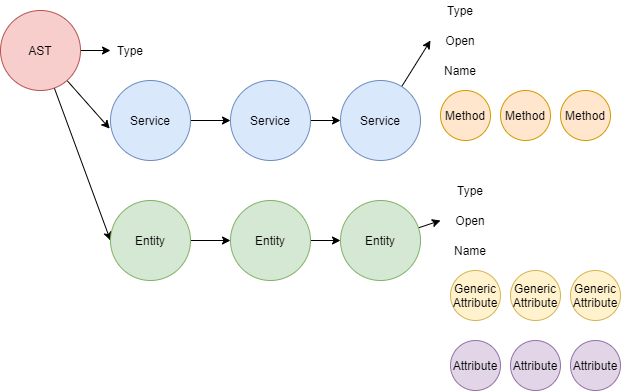 AST
Type
Service
Service
Service
Type
Open
Name
Method
Method
Method
Entity
Entity
Entity
Type
Open
Name
Generic
Attribute
Generic
Attribute
Generic
Attribute
Attribute
Attribute
Attribute